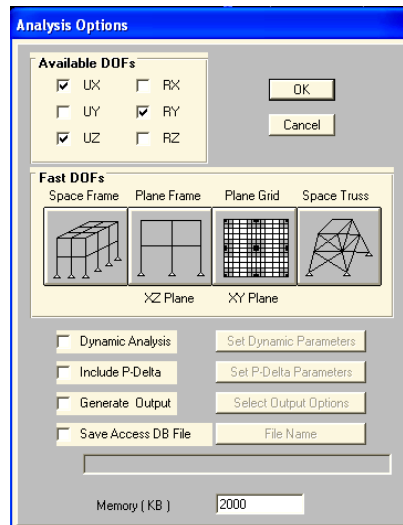 Analysis Options
Available DOFs
UX RX
UY RY
UZ RZ
OK
Cancel
Fast DOFs
Space Frame Plane Frame Plane Grid Space Truss
XZ Plane XY Plane
Dynamic Analysis Set Dynamic Parameters
Include P-Delta Set P-Delta Parameters
Generate Output Select Output Options
Save Access DB File File Name
Memory ( KB ) 2000